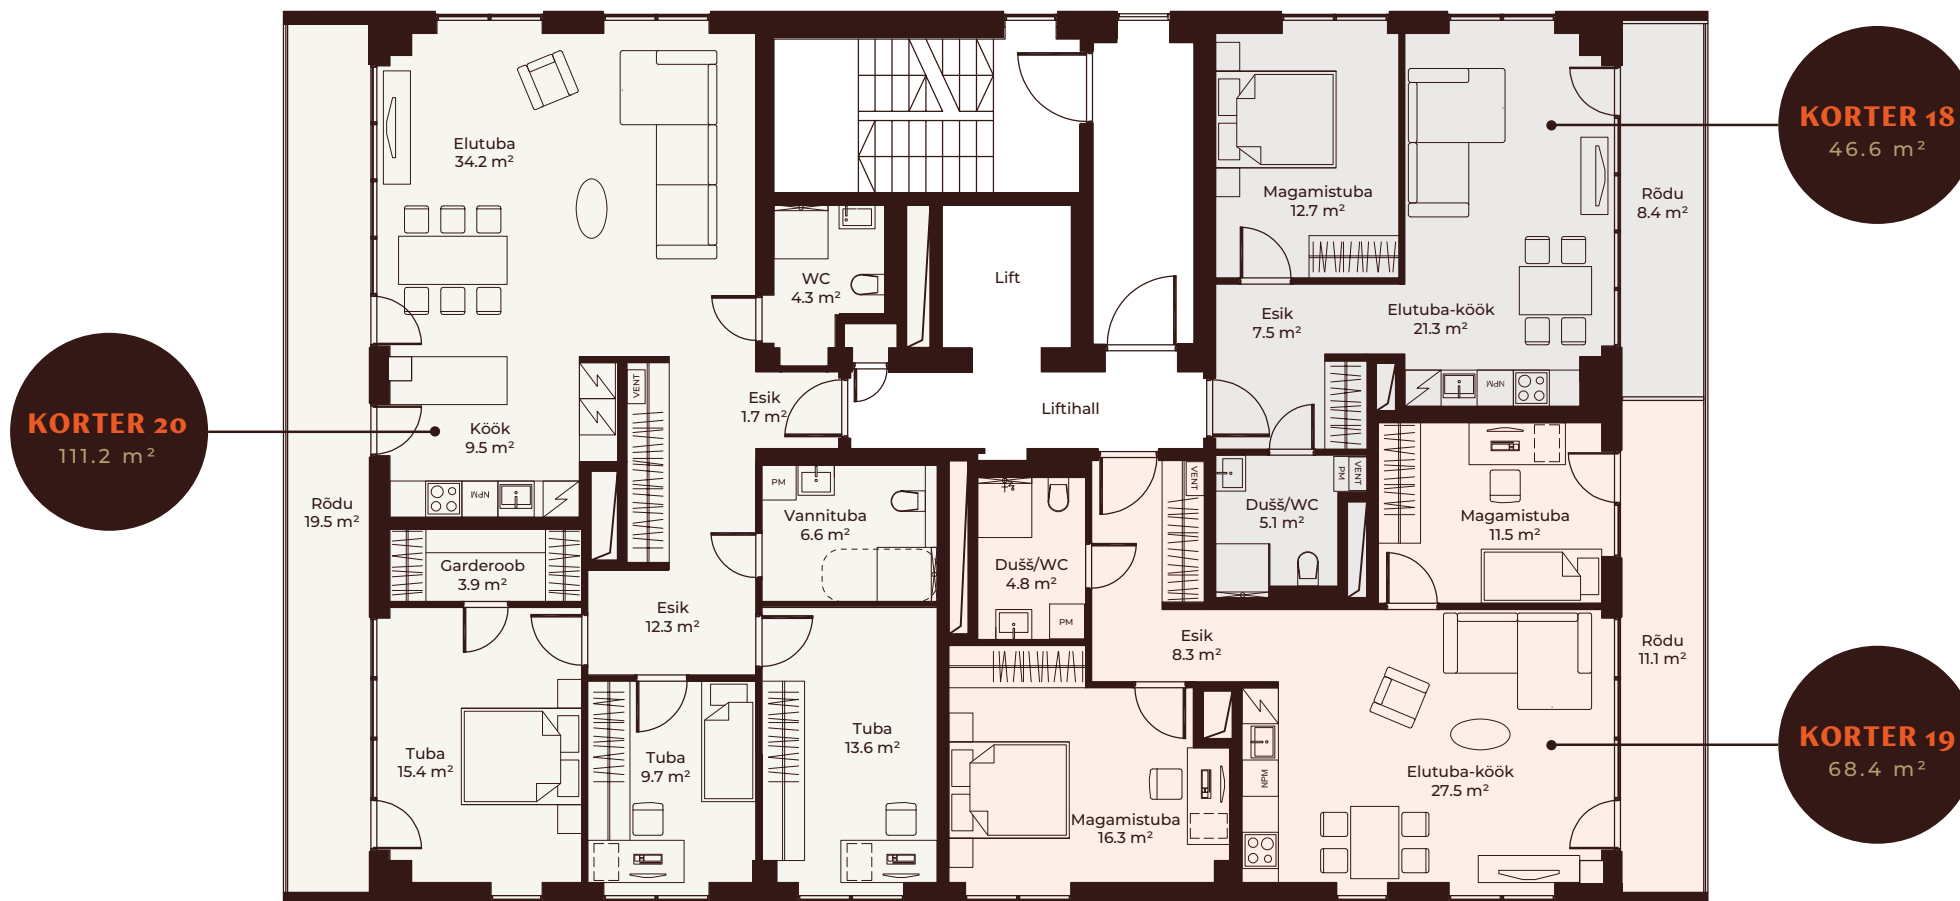 KORTER 20
111.2 m²
Rõdu
19.5 m²
Elutuba
34.2 m²
Köök
9.5 m²
NPM
VENT
Garderoob
3.9 m²
Esik
1.7 m²
WC
4.3 m²
Esik
12.3 m²
Vannituba
6.6 m²
PM
Tuba
15.4 m²
Tuba
9.7 m²
Tuba
13.6 m²
Lift
Liftihall
KORTER 18
46.6 m²
Magamistuba
12.7 m²
Elutuba-köök
21.3 m²
Esik
7.5 m²
NPM
Rõdu
8.4 m²
Dušš/WC
5.1 m²
PM
VENT
KORTER 19
68.4 m²
Magamistuba
11.5 m²
Dušš/WC
4.8 m²
PM
VENT
Esik
8.3 m²
Rõdu
11.1 m²
Elutuba-köök
27.5 m²
NPM
Magamistuba
16.3 m²